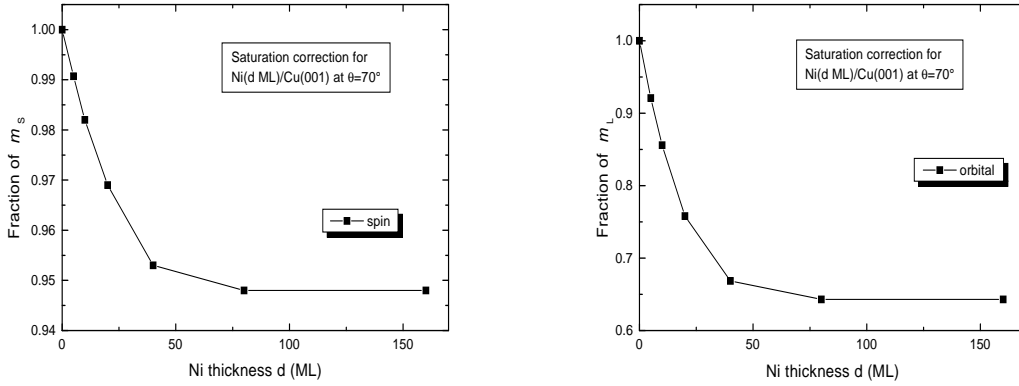 1.00
0.99
0.98
0.97
0.96
0.95
0.94
Fraction of m S
Saturation correction for
Ni(d ML)/Cu(001) at θ=70°
spin
0
50
100
150
Ni thickness d (ML)
1.0
0.9
0.8
0.7
0.6
Fraction of m L
Saturation correction for
Ni(d ML)/Cu(001) at θ=70°
orbital
0
50
100
150
Ni thickness d (ML)